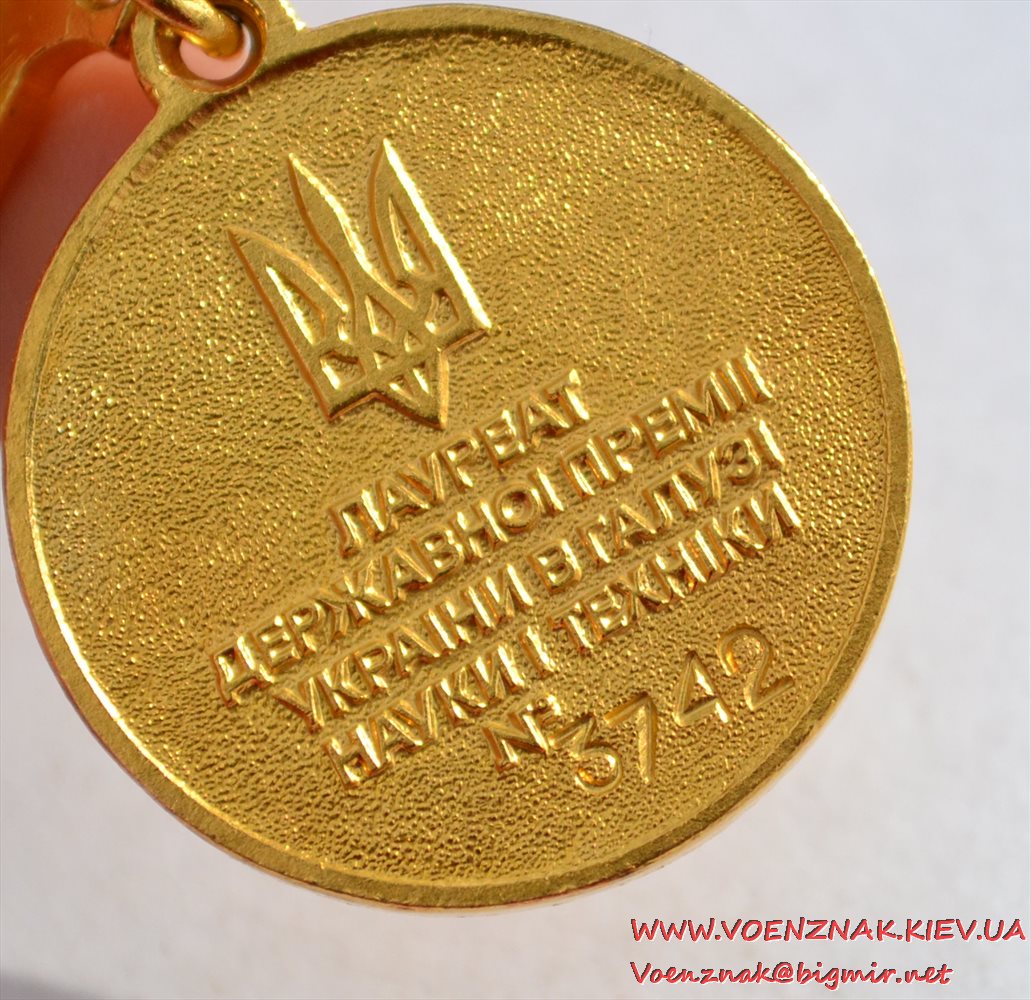 ЛАУРЕАТ
ДЕРЖАВНОЇ ПРЕМІЇ
УКРАЇНИ В ГАЛУЗІ
НАУКИ І ТЕХНІКИ
№ 3742
WWW.VOENZNAK.KIEV.UA
Voenznak@bigmir.net